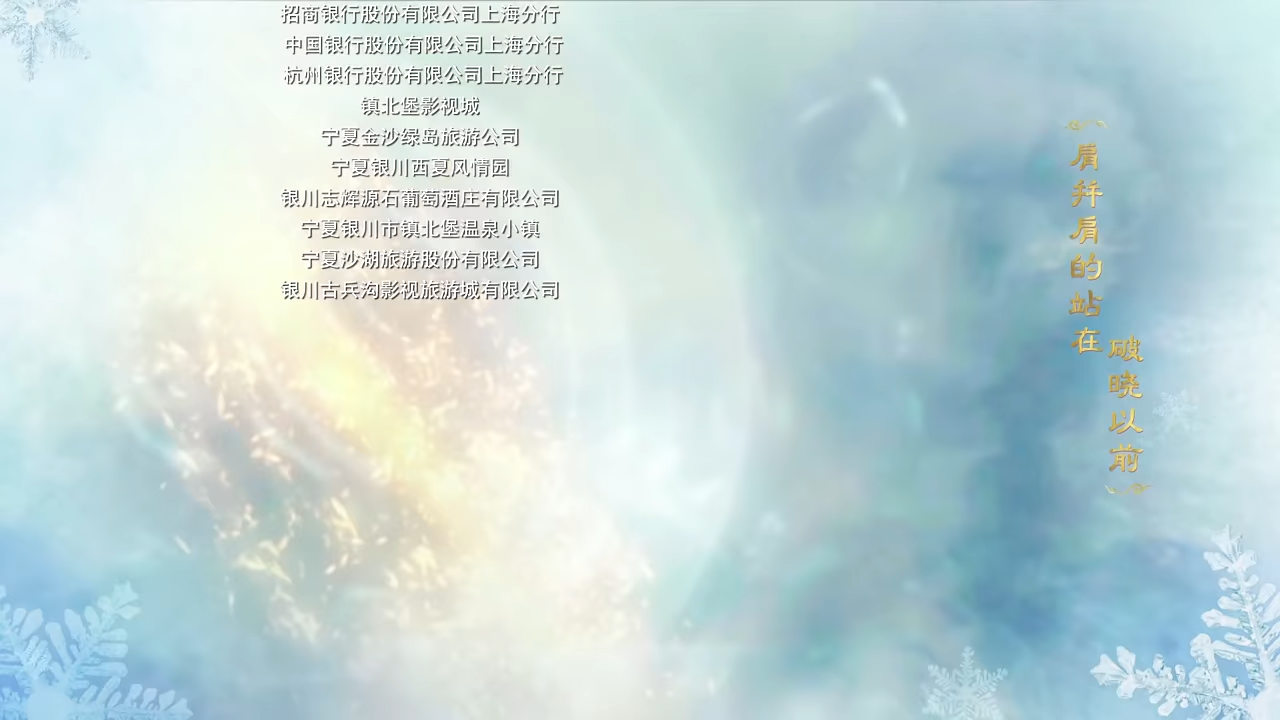 招商银行股份有限公司上海分行
中国银行股份有限公司上海分行
杭州银行股份有限公司上海分行
镇北堡影视城
宁夏金沙绿岛旅游公司
宁夏银川西夏风情园
银川志辉源石葡萄酒庄有限公司
宁夏银川市镇北堡温泉小镇
宁夏沙湖旅游股份有限公司
银川古兵沟影视旅游城有限公司
肩并肩的站在
破晓以前